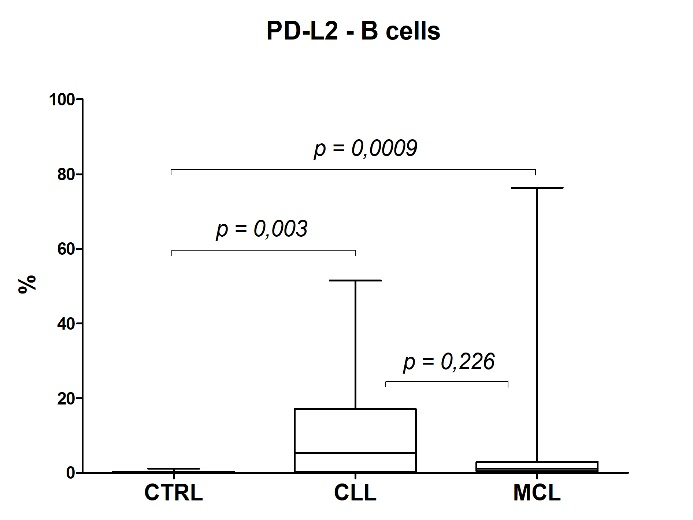 PD-L2 - B cells
100
p = 0,0009
80
p = 0,003
60
%
40
p = 0,226
20
0
CTRL CLL MCL